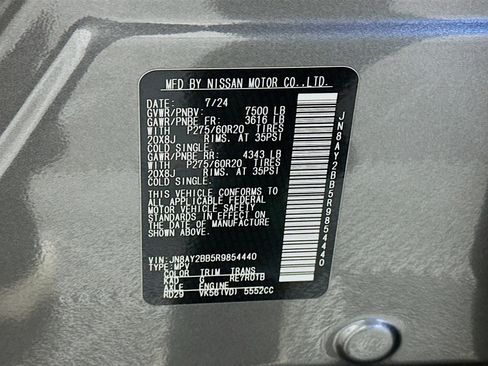 MFD BY NISSAN MOTOR CO.,LTD.
DATE: 7/24
GVWR/PNBV: 7500 LB
GAWR/PNBE FR: 3616 LB
WITH P275/60R20 TIRES
20X8J RIMS. AT 35PSI
COLD SINGLE.
GAWR/PNBE RR: 4343 LB
WITH P275/60R20 TIRES
20X8J RIMS. AT 35PSI
COLD SINGLE.
THIS VEHICLE CONFORMS TO
ALL APPLICABLE FEDERAL
MOTOR VEHICLE SAFETY
STANDARDS IN EFFECT ON
THE DATE OF MANUFACTURE
SHOWN ABOVE.
VIN: JN8AY2BB5R9854440
TYPE: MPV
COLOR TRIM TRANS
KAD G RE7R01B
AXLE ENGINE
RD29 VK56(VD) 5552CC
JN8AY2BB5R9854440